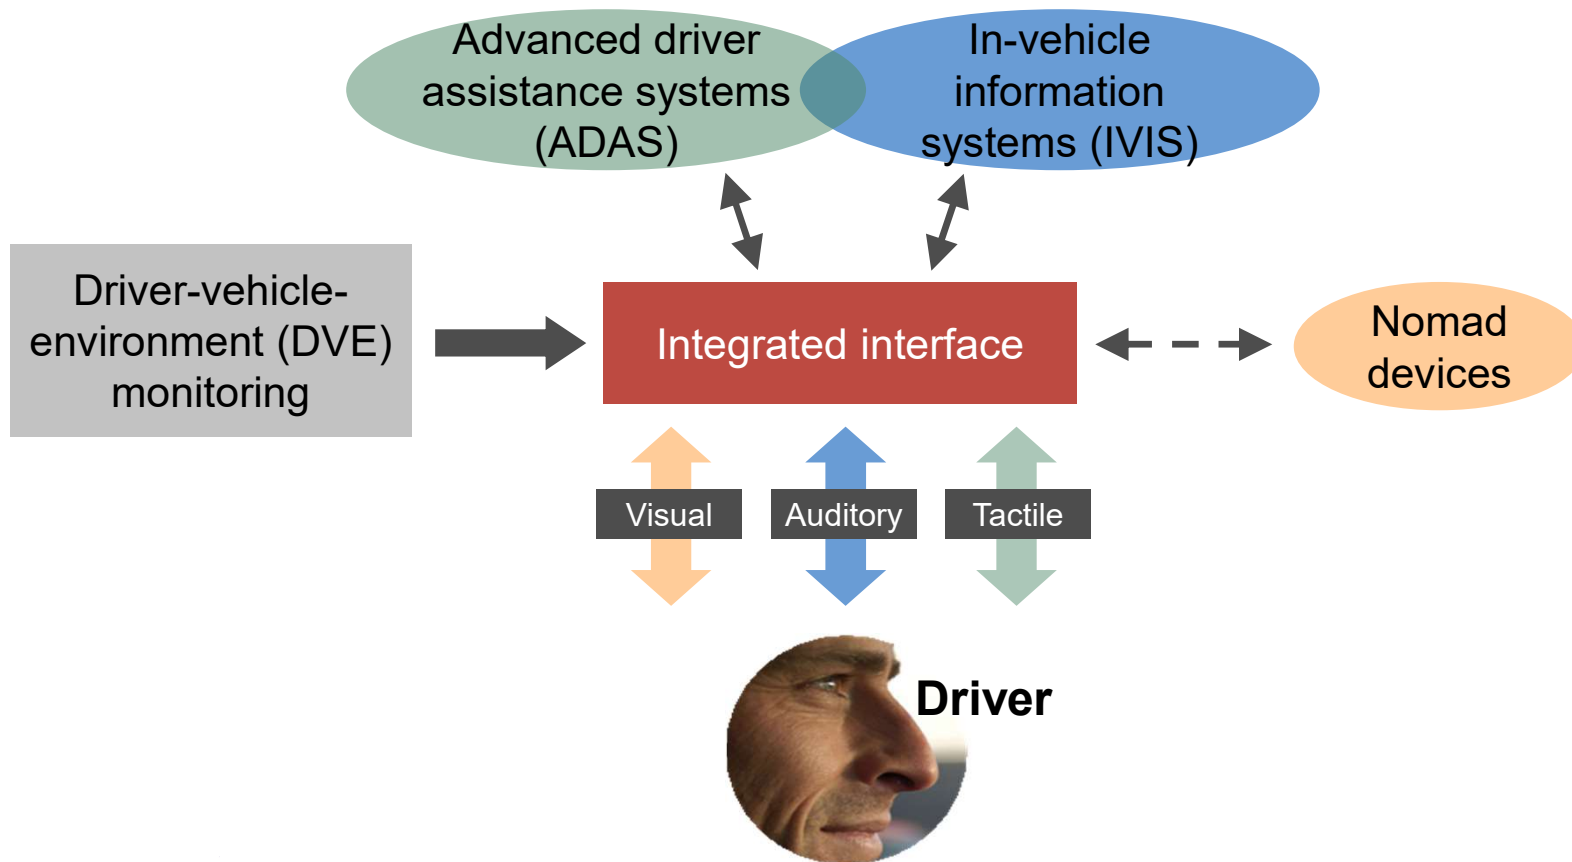 Advanced driver
assistance systems
(ADAS)
In-vehicle
information
systems (IVIS)
Driver-vehicle-
environment (DVE)
monitoring
Integrated interface
Nomad
devices
Visual
Auditory
Tactile
Driver